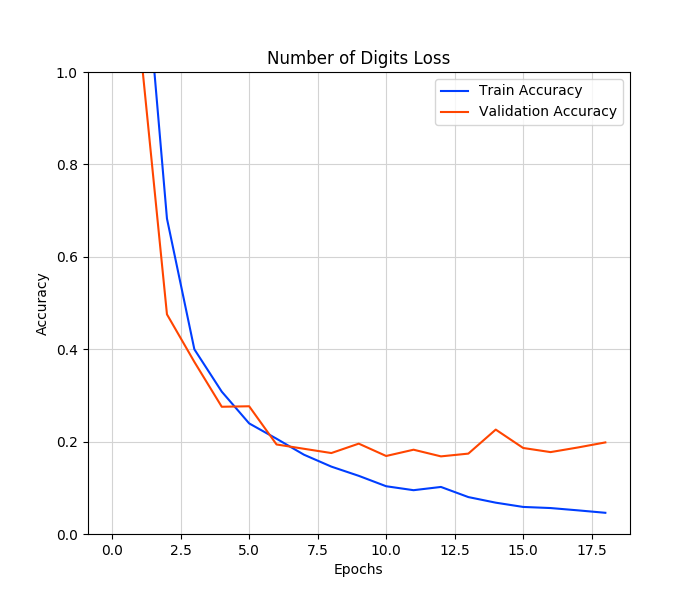 Number of Digits Loss
Train Accuracy
Validation Accuracy
Accuracy
1.0
0.8
0.6
0.4
0.2
0.0
0.0 2.5 5.0 7.5 10.0 12.5 15.0 17.5
Epochs